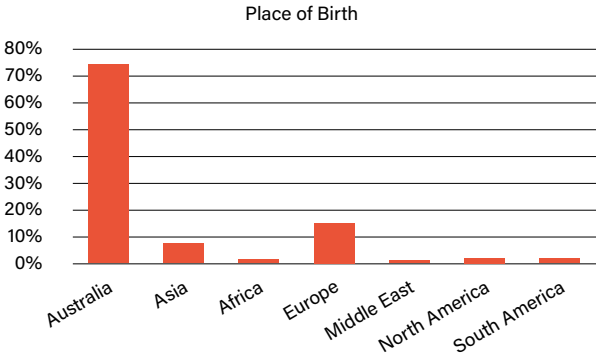 Place of Birth
80%
70%
60%
50%
40%
30%
20%
10%
0%
Australia
Asia
Africa
Europe
Middle East
North America
South America